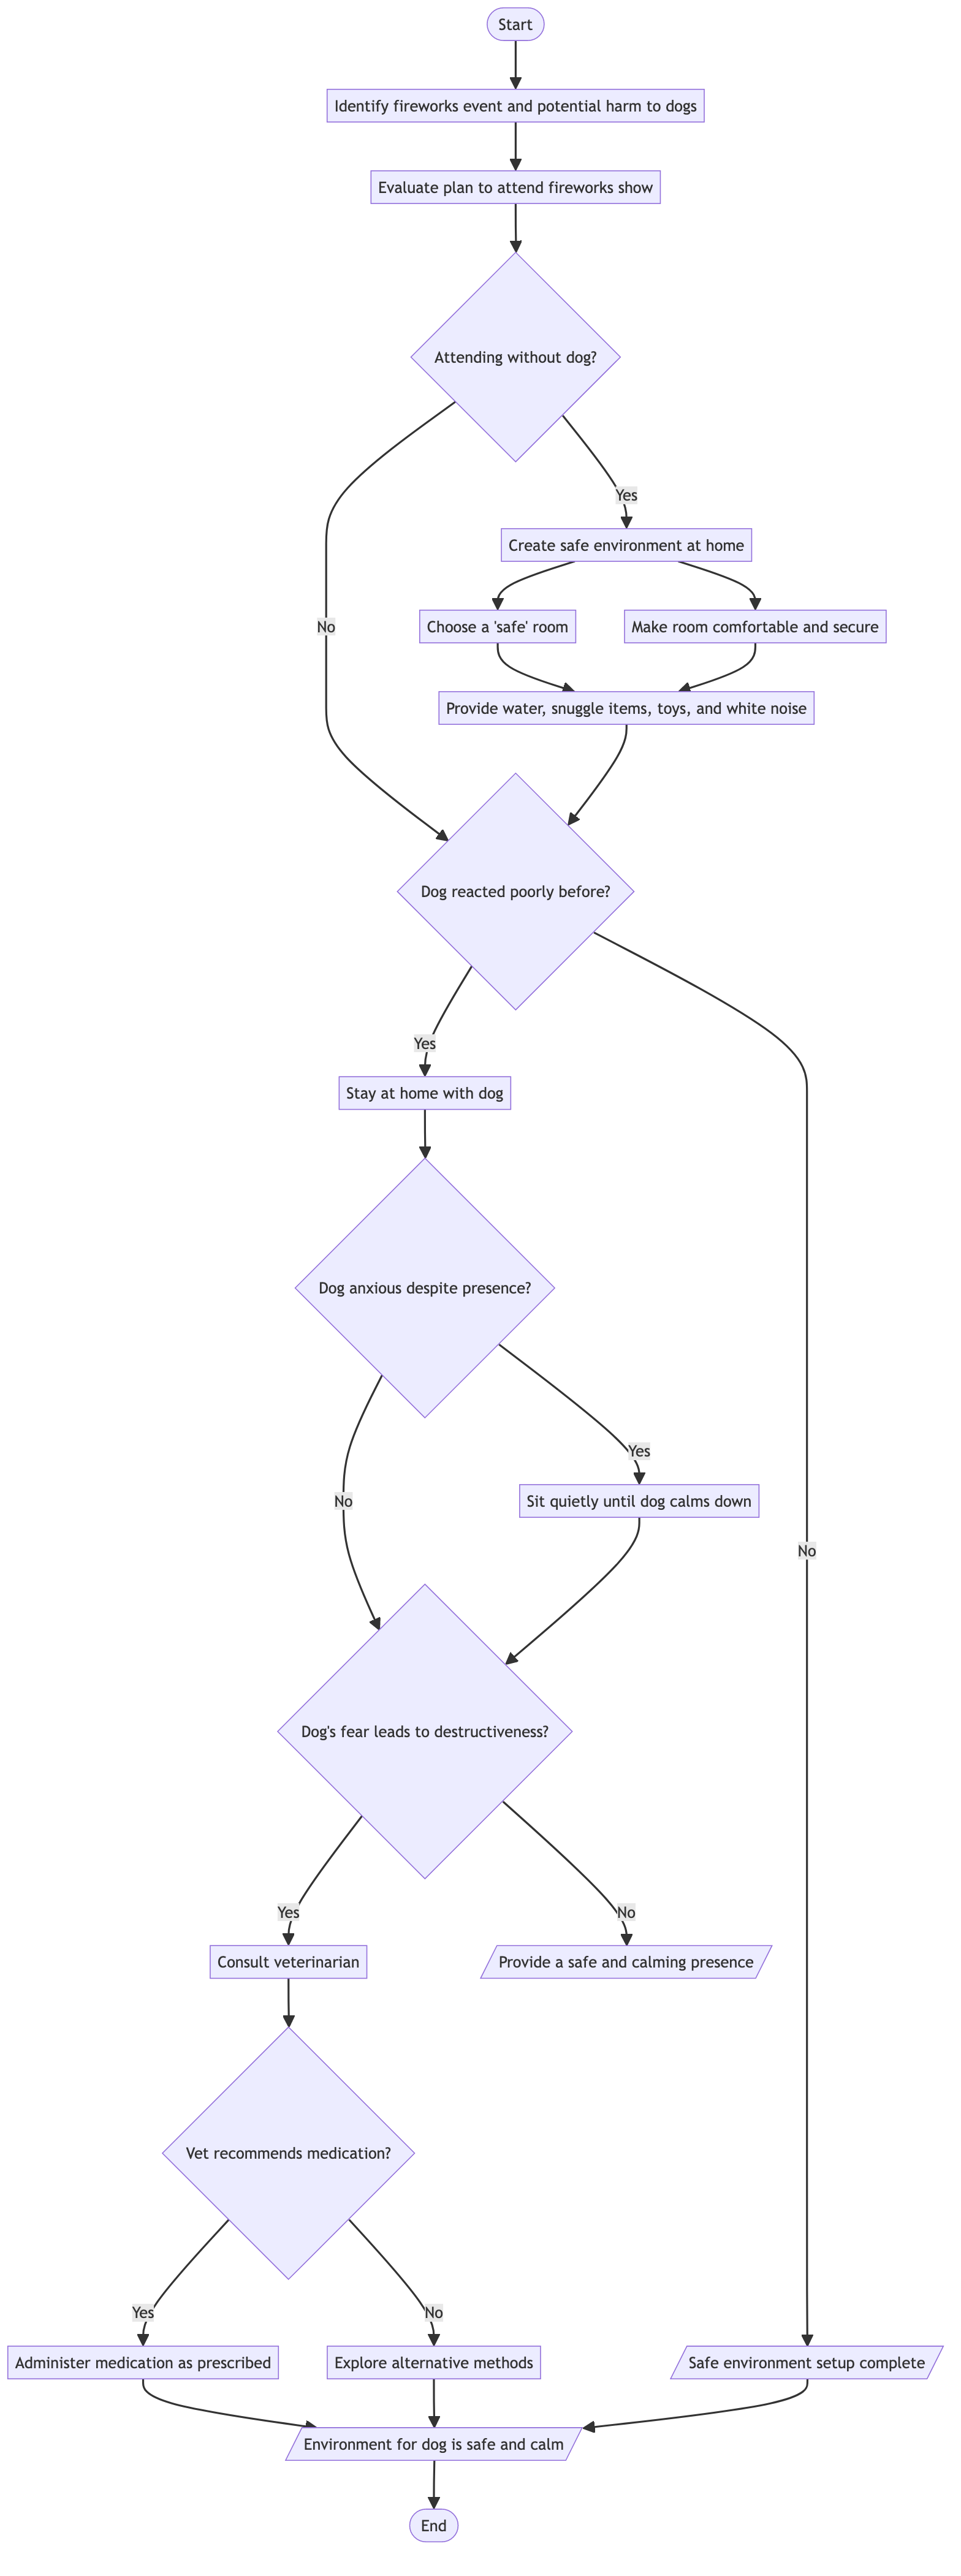 Start
Identify fireworks event and potential harm to dogs
Evaluate plan to attend fireworks show
Attending without dog?
Yes
Create safe environment at home
No
Choose a 'safe' room
Make room comfortable and secure
Provide water, snuggle items, toys, and white noise
Dog reacted poorly before?
Yes
Stay at home with dog
Dog anxious despite presence?
Yes
No
Sit quietly until dog calms down
No
Dog's fear leads to destructiveness?
Yes
No
Consult veterinarian
Provide a safe and calming presence
Vet recommends medication?
Yes
No
Administer medication as prescribed
Explore alternative methods
Safe environment setup complete
Environment for dog is safe and calm
End